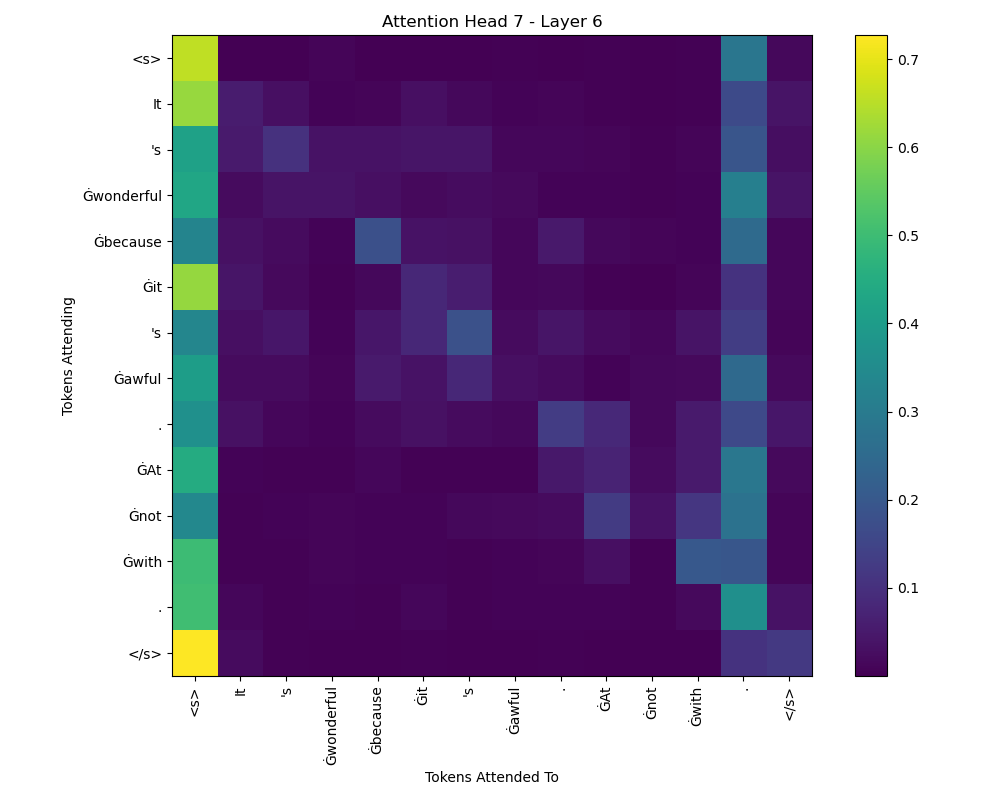 Attention Head 7 - Layer 6
Tokens Attending
<s>
It
's
Ġwonderful
Ġbecause
Ġit
's
Ġawful
.
ĠAt
Ġnot
Ġwith
.
</s>
<s>
It
's
Ġwonderful
Ġbecause
Ġit
's
Ġawful
.
ĠAt
Ġnot
Ġwith
.
</s>
Tokens Attended To
0.7
0.6
0.5
0.4
0.3
0.2
0.1